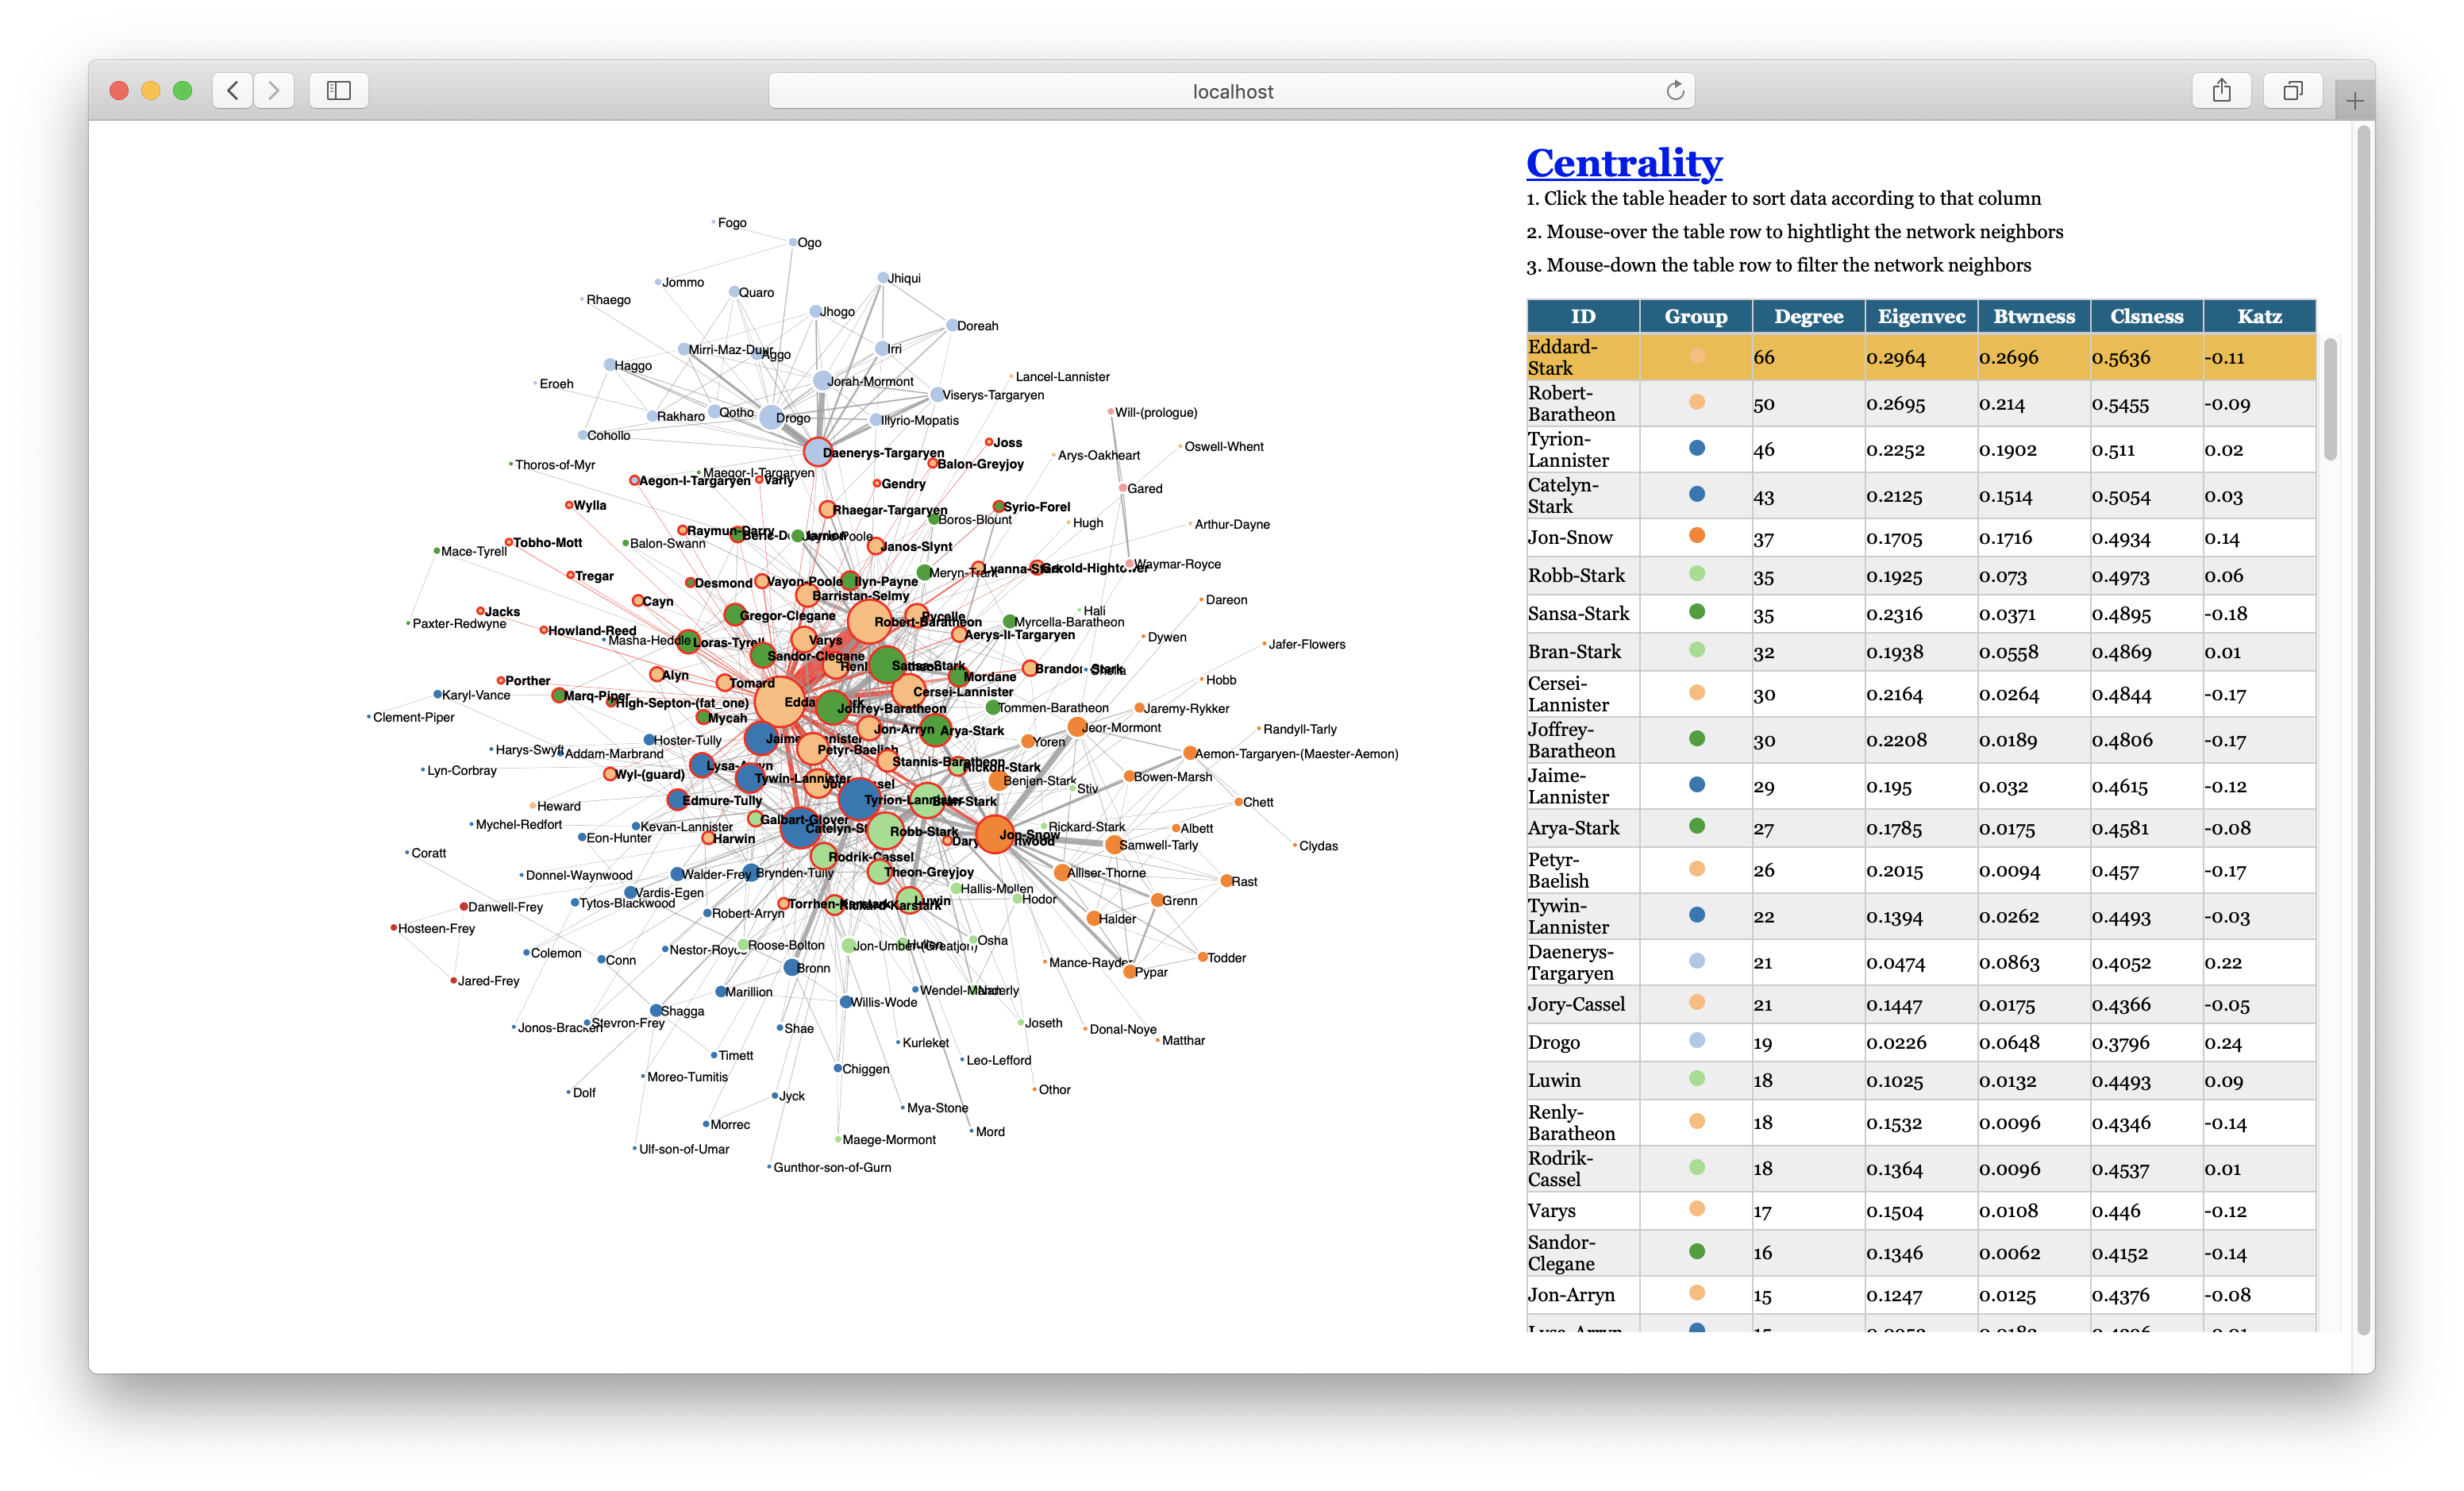 localhost
Centrality
1. Click the table header to sort data according to that column
2. Mouse-over the table row to hightlight the network neighbors
3. Mouse-down the table row to filter the network neighbors
ID Group Degree Eigenvec Btwness Clsness Katz
Eddard-Stark 66 0.2964 0.2696 0.5636 -0.11
Robert-Baratheon 50 0.2695 0.214 0.5455 -0.09
Tyrion-Lannister 46 0.2252 0.1902 0.511 0.02
Catelyn-Stark 43 0.2125 0.1514 0.5054 0.03
Jon-Snow 37 0.1705 0.1716 0.4934 0.14
Robb-Stark 35 0.1925 0.073 0.4973 0.06
Sansa-Stark 35 0.2316 0.0371 0.4895 -0.18
Bran-Stark 32 0.1938 0.0558 0.4869 0.01
Cersei-Lannister 30 0.2164 0.0264 0.4844 -0.17
Joffrey-Baratheon 30 0.2208 0.0189 0.4806 -0.17
Jaime-Lannister 29 0.195 0.032 0.4615 -0.12
Arya-Stark 27 0.1785 0.0175 0.4581 -0.08
Petyr-Baelish 26 0.2015 0.0094 0.457 -0.17
Tywin-Lannister 22 0.1394 0.0262 0.4493 -0.03
Daenerys-Targaryen 21 0.0474 0.0863 0.4052 0.22
Jory-Cassel 21 0.1447 0.0175 0.4366 -0.05
Drogo 19 0.0226 0.0648 0.3796 0.24
Luwin 18 0.1025 0.0132 0.4493 0.09
Renly-Baratheon 18 0.1532 0.0096 0.4346 -0.14
Rodrik-Cassel 18 0.1364 0.0096 0.4537 0.01
Varys 17 0.1504 0.0108 0.446 -0.12
Sandor-Clegane 16 0.1346 0.0062 0.4152 -0.14
Jon-Arryn 15 0.1247 0.0125 0.4376 -0.08
Fogo
Ogo
Jhiqui
Jommo
Quaro
Rhaego
Jhogo
Doreah
Mirri-Maz-Duur
Aggo
Irri
Haggo
Eroeh
Jorah-Mormont
Lancel-Lannister
Viserys-Targaryen
Rakharo
Qotho
Drogo
Illyrio-Mopatis
Will-(prologue)
Cohollo
Joss
Oswell-Whent
Daenerys-Targaryen
Arys-Oakheart
Thoros-of-Myr
Balon-Greyjoy
Maegor-I-Targaryen
Aegon-I-Targaryen
Varly
Gendry
Gared
Wylla
Rhaegar-Targaryen
Syrio-Forel
Boros-Blount
Hugh
Arthur-Dayne
Raymun-Darry
Tobho-Mott
Balon-Swann
Janos-Slynt
Mace-Tyrell
Waymar-Royce
Tregar
Desmond
Vayon-Poole
Ilyn-Payne
Meryn-Trant
Lyanna-Stark
Gerold-Hightower
Barristan-Selmy
Cayn
Dareon
Jacks
Hali
Gregor-Clegane
Pycelle
Paxter-Redwyne
Robert-Baratheon
Myrcella-Baratheon
Howland-Reed
Aerys-II-Targaryen
Dywen
Masha-Heddle
Loras-Tyrell
Varys
Jafer-Flowers
Sandor-Clegane
Sansa-Stark
Brandon-Stark
Alyn
Mordane
Porther
Tomard
Hobb
Karyl-Vance
Marq-Piper
Cersei-Lannister
High-Septon-(fat_one)
Joffrey-Baratheon
Tommen-Baratheon
Jaremy-Rykker
Clement-Piper
Mycah
Jeor-Mormont
Jon-Arryn
Arya-Stark
Randyll-Tarly
Hoster-Tully
Yoren
Harys-Swyft
Addam-Marbrand
Petyr-Baelish
Aemon-Targaryen-(Maester-Aemon)
Stannis-Baratheon
Rickon-Stark
Lyn-Corbray
Wyl-(guard)
Tywin-Lannister
Benjen-Stark
Bowen-Marsh
Stiv
Edmure-Tully
Tyrion-Lannister
Bran-Stark
Chett
Heward
Galbart-Glover
Mychel-Redfort
Kevan-Lannister
Rickard-Stark
Albett
Eon-Hunter
Harwin
Robb-Stark
Jon-Snow
Samwell-Tarly
Clydas
Coratt
Rodrik-Cassel
Donnel-Waynwood
Walder-Frey
Brynden-Tully
Theon-Greyjoy
Alliser-Thorne
Rast
Vardis-Egen
Hallis-Mollen
Danwell-Frey
Tytos-Blackwood
Torrhen-Karstark
Rickard-Karstark
Luwin
Hodor
Grenn
Robert-Arryn
Halder
Hosteen-Frey
Nestor-Royce
Roose-Bolton
Jon-Umber-(Greatjon)
Hullen
Osha
Colemon
Conn
Bronn
Mance-Rayder
Todder
Pypar
Jared-Frey
Marillion
Wendel-Manderly
Willis-Wode
Shagga
Jonos-Bracken
Stevron-Frey
Shae
Joseth
Donal-Noye
Kurleket
Matthar
Timett
Leo-Lefford
Moreo-Tumitis
Chiggen
Dolf
Jyck
Othor
Mya-Stone
Morrec
Mord
Maege-Mormont
Ulf-son-of-Umar
Gunthor-son-of-Gurn